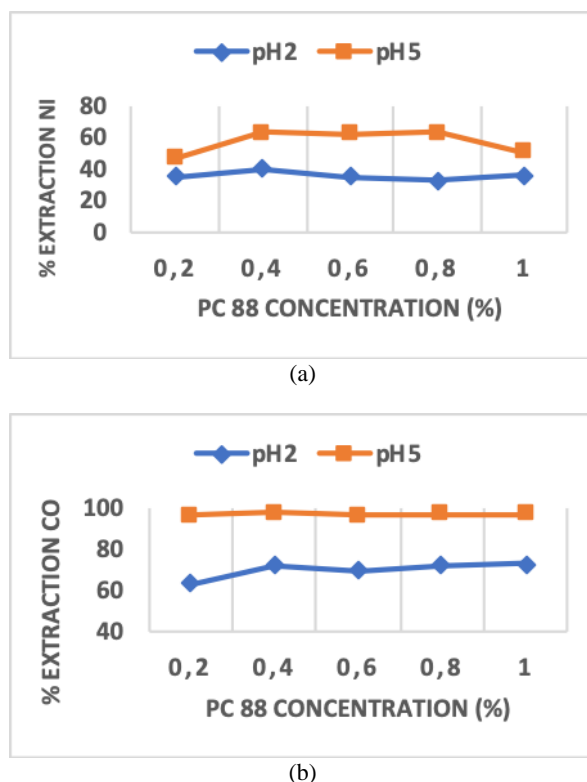 pH2 pH5
% EXTRACTION NI
80
60
40
20
0
0,2 0,4 0,6 0,8 1
PC 88 CONCENTRATION (%)
(a)
pH2 pH5
% EXTRACTION CO
100
80
60
40
0,2 0,4 0,6 0,8 1
PC 88 CONCENTRATION (%)
(b)